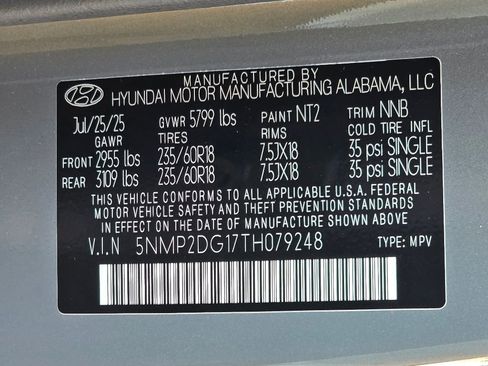 MANUFACTURED BY
HYUNDAI MOTOR MANUFACTURING ALABAMA, LLC
Jul/25/25 GVWR 5799 lbs PAINT NT2 TRIM NNB
GAWR TIRES RIMS COLD TIRE INFL
FRONT 2955 lbs 235/60R18 7.5JX18 35 psi SINGLE
REAR 3109 lbs 235/60R18 7.5JX18 35 psi SINGLE
THIS VEHICLE CONFORMS TO ALL APPLICABLE U.S.A. FEDERAL
MOTOR VEHICLE SAFETY AND THEFT PREVENTION STANDARDS
IN EFFECT ON THE DATE OF MANUFACTURE SHOWN ABOVE.
V.I.N 5NMP2DG17TH079248 TYPE: MPV